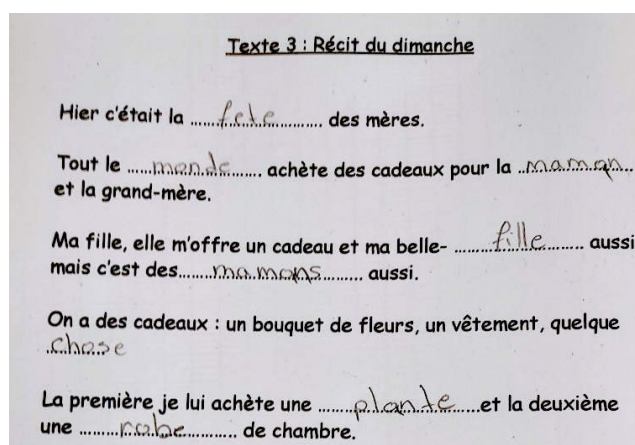 Texte 3 : Récit du dimanche
Hier c'était la ......fete...... des mères.
Tout le ......monde...... achète des cadeaux pour la ..maman..
et la grand-mère.
Ma fille, elle m'offre un cadeau et ma belle- ......fille...... aussi
mais c'est des......mamans...... aussi.
On a des cadeaux : un bouquet de fleurs, un vêtement, quelque
..chose
La première je lui achète une ......plante......et la deuxième
une ......robe...... de chambre.